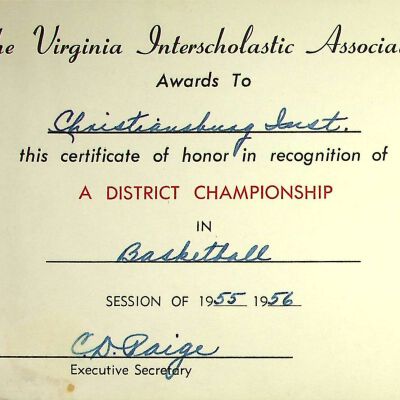 he Virginia Interscholastic Associa
Awards To
Christiansburg Inst.
this certificate of honor in recognition of
A DISTRICT CHAMPIONSHIP
IN
Basketball
SESSION OF 1955 1956
C.D. Paige
Executive Secretary